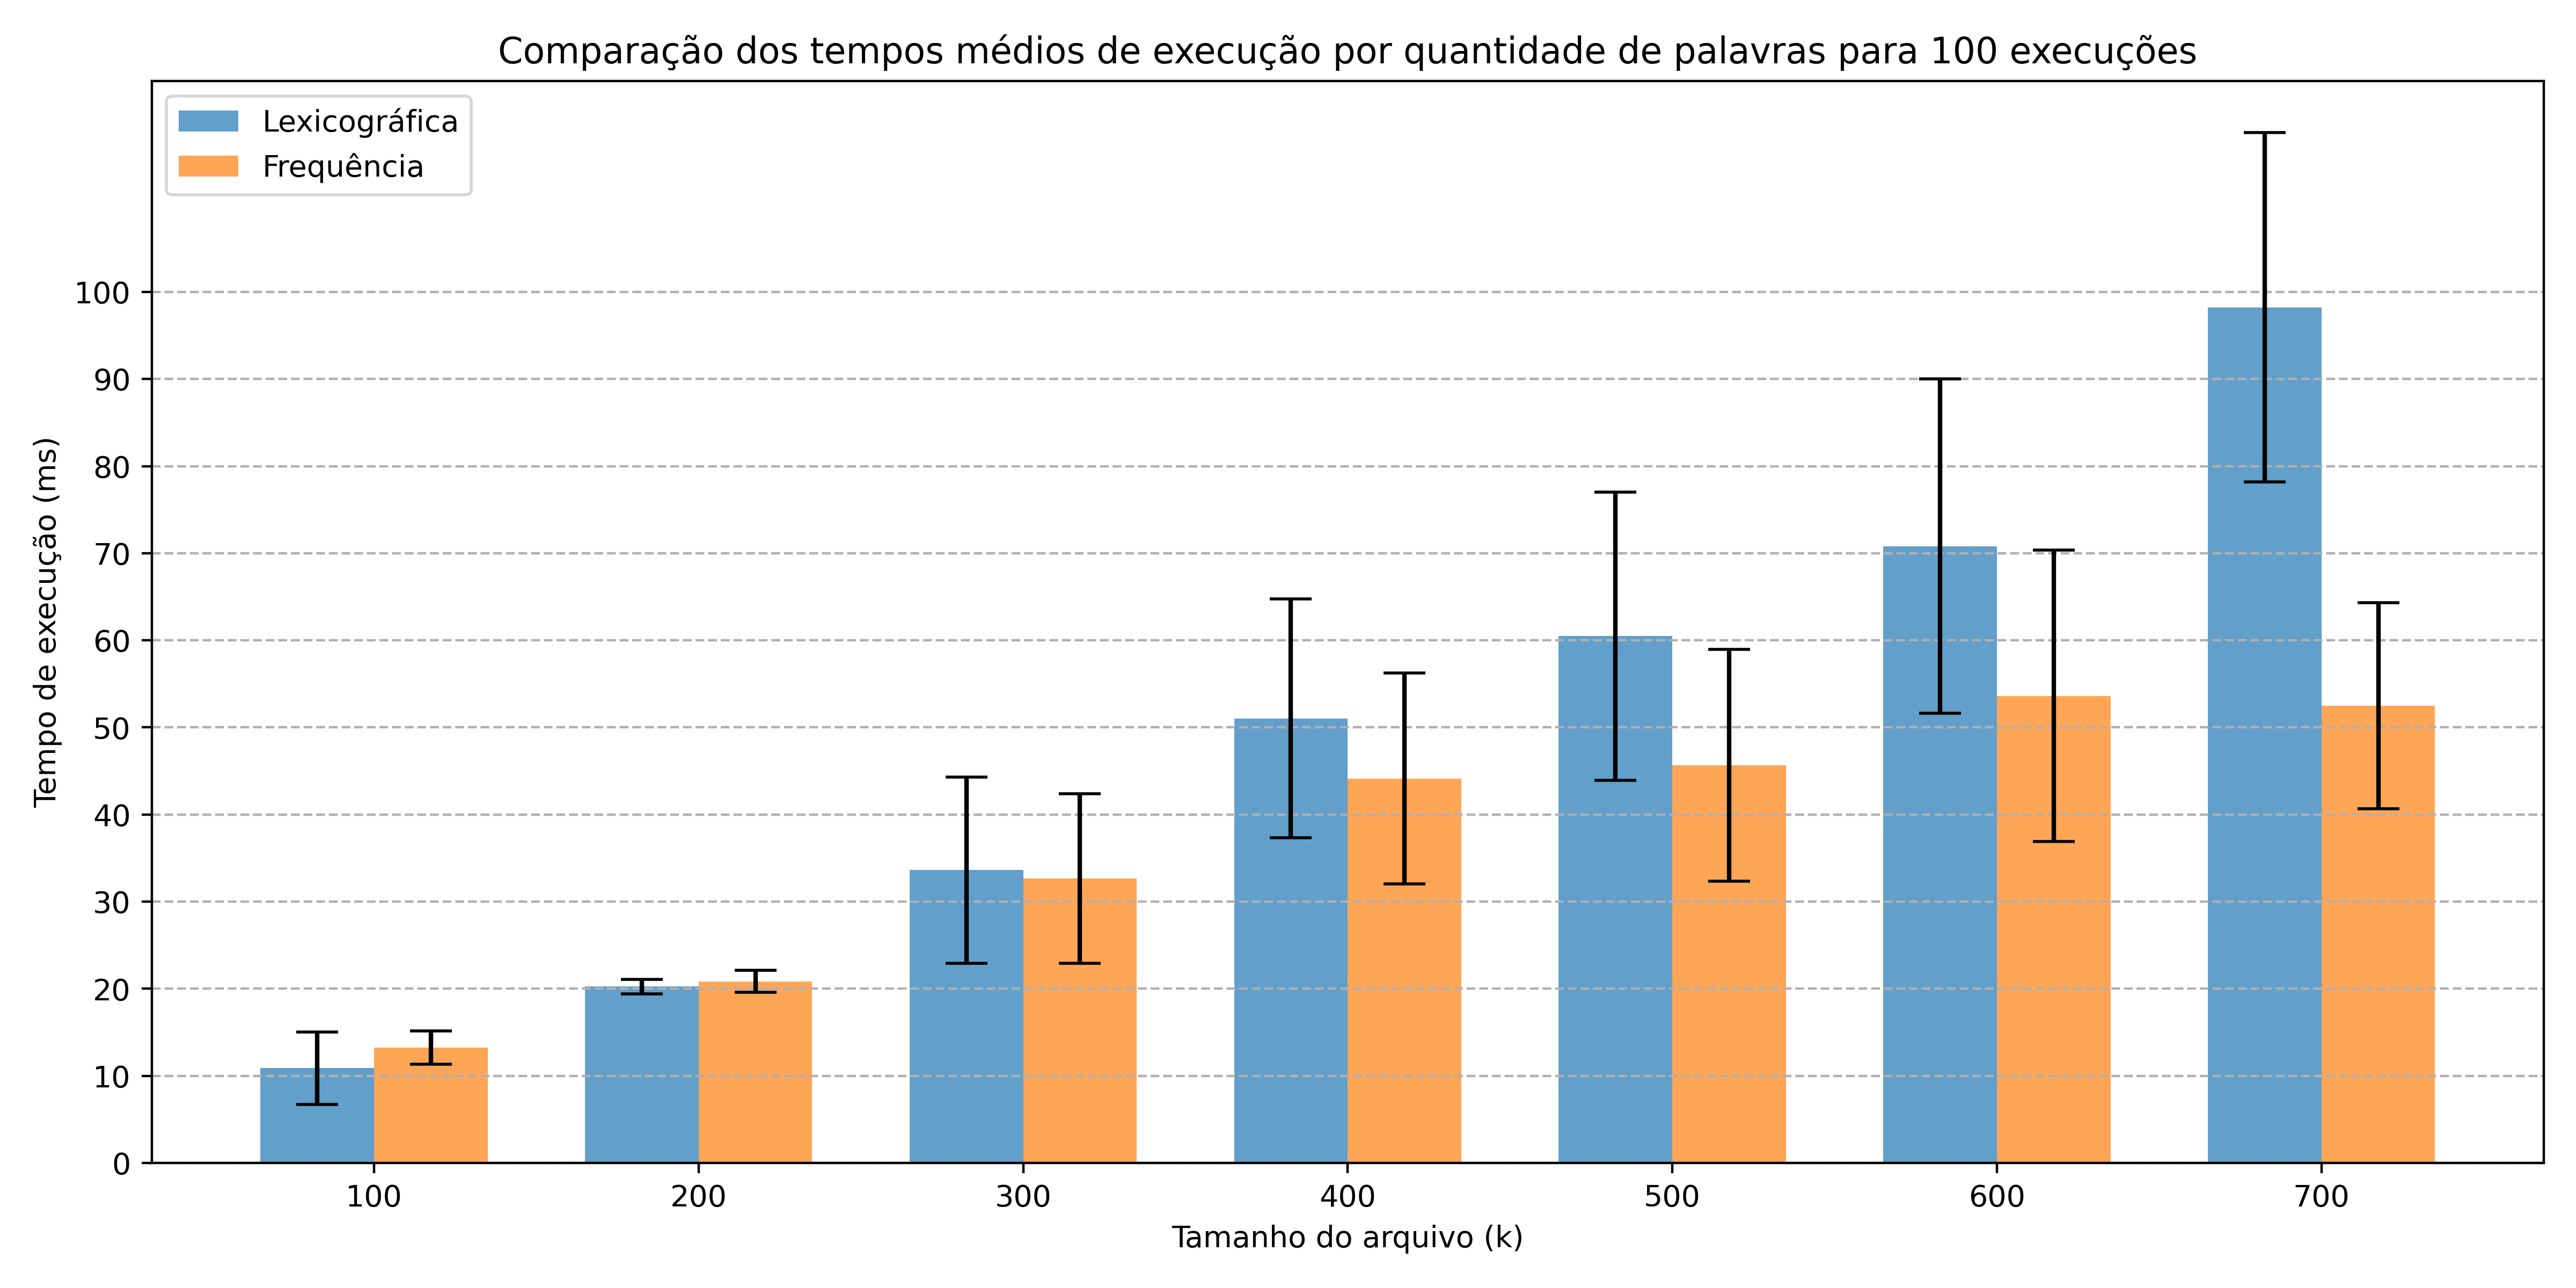 Comparação dos tempos médios de execução por quantidade de palavras para 100 execuções
Lexicográfica
Frequência
100
90
80
70
60
50
40
30
20
10
0
Tempo de execução (ms)
100 200 300 400 500 600 700
Tamanho do arquivo (k)